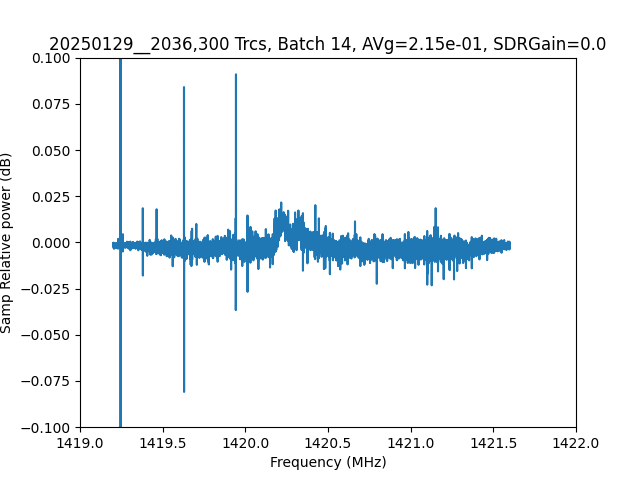 20250129__2036,300 Trcs, Batch 14, AVg=2.15e-01, SDRGain=0.0
0.100
0.075
0.050
0.025
0.000
−0.025
−0.050
−0.075
−0.100
Samp Relative power (dB)
1419.0 1419.5 1420.0 1420.5 1421.0 1421.5 1422.0
Frequency (MHz)